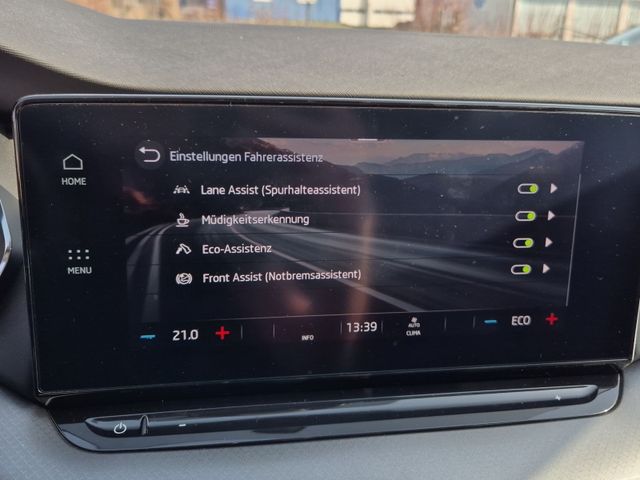 Einstellungen Fahrerassistenz
HOME
Lane Assist (Spurhalteassistent)
Müdigkeitserkennung
MENU
Eco-Assistenz
Front Assist (Notbremsassistent)
21.0
INFO
13:39
AUTO
CLIMA
ECO